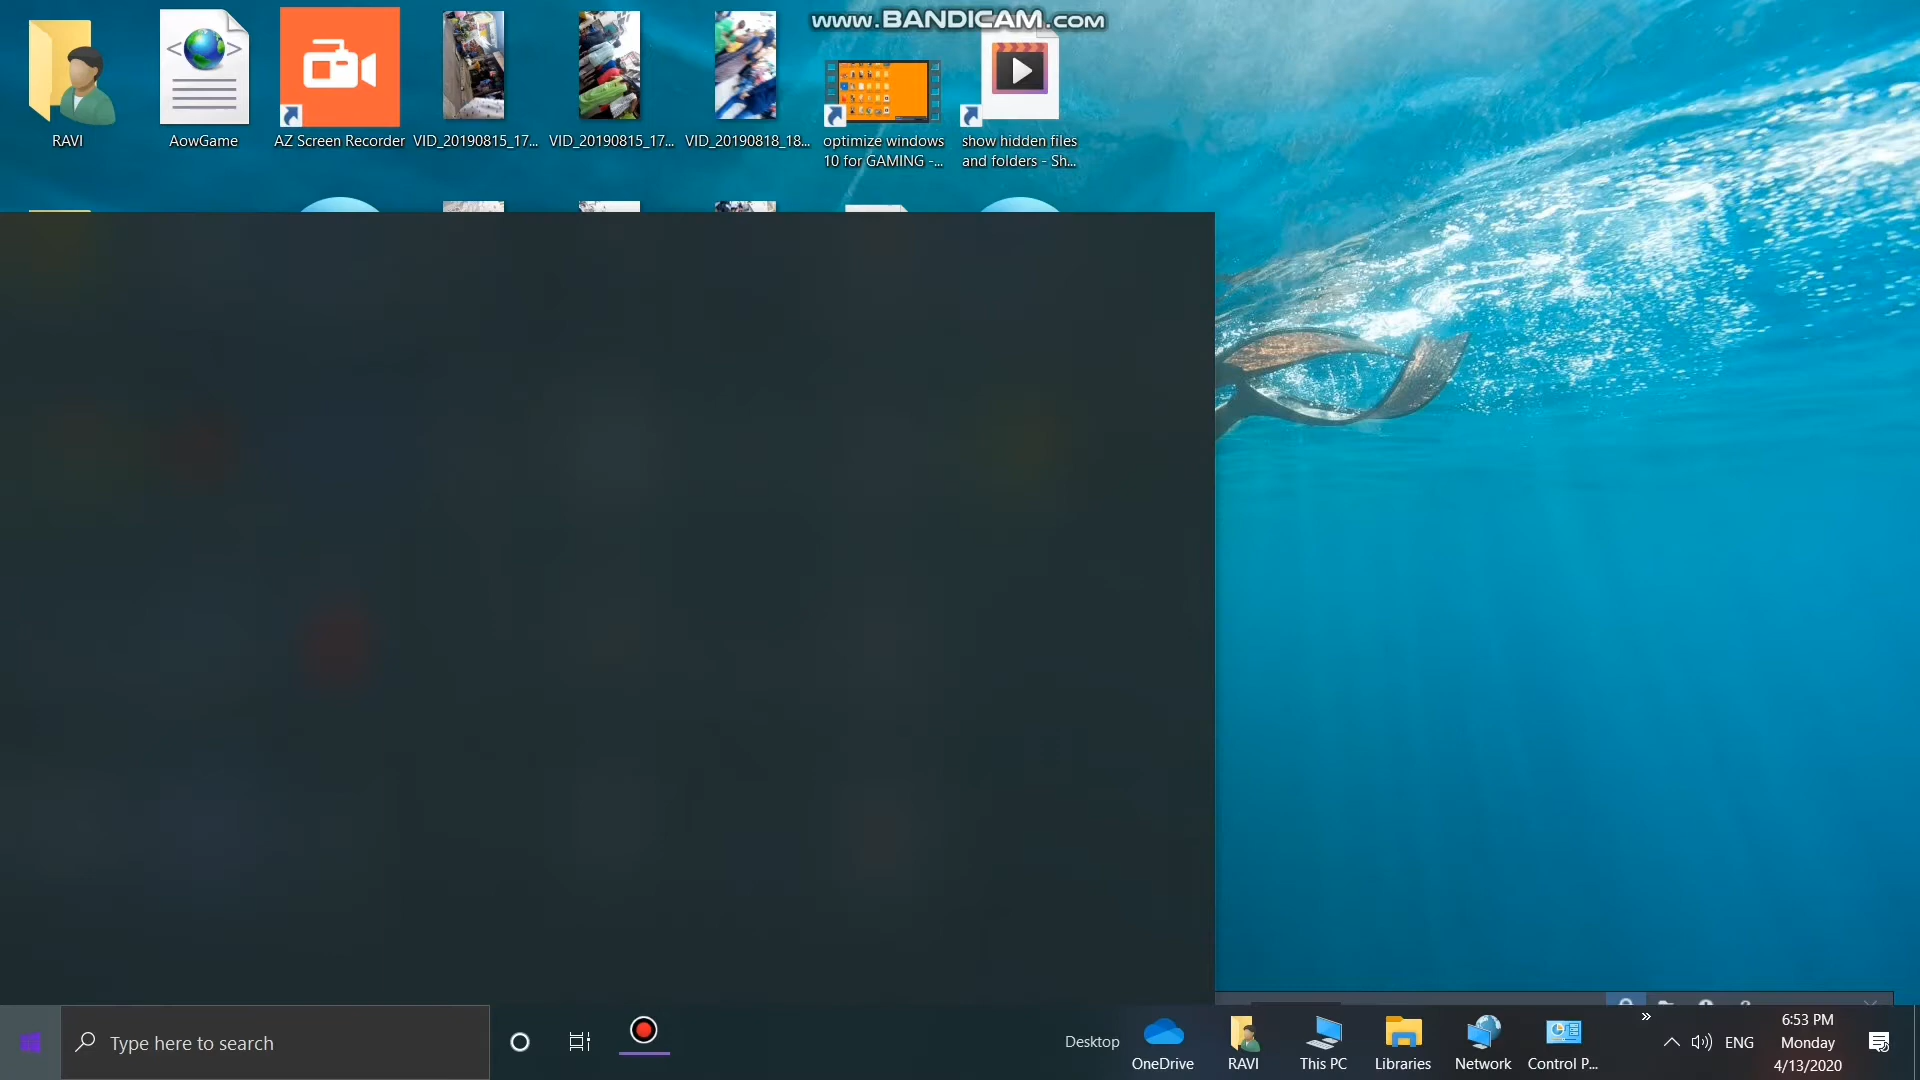 www.BANDICAM.com
RAVI
AowGame
AZ Screen Recorder
VID_20190815_17...
VID_20190815_17...
VID_20190818_18...
optimize windows
10 for GAMING -...
show hidden files
and folders - Sh...
Type here to search
Desktop
OneDrive
RAVI
This PC
Libraries
Network
Control P...
»
ENG
6:53 PM
Monday
4/13/2020